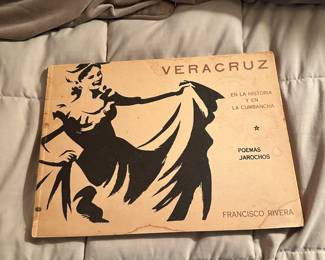 VERACRUZ
EN LA HISTORIA
Y EN
LA CUMBANCHA
POEMAS
JAROCHOS
FRANCISCO RIVERA